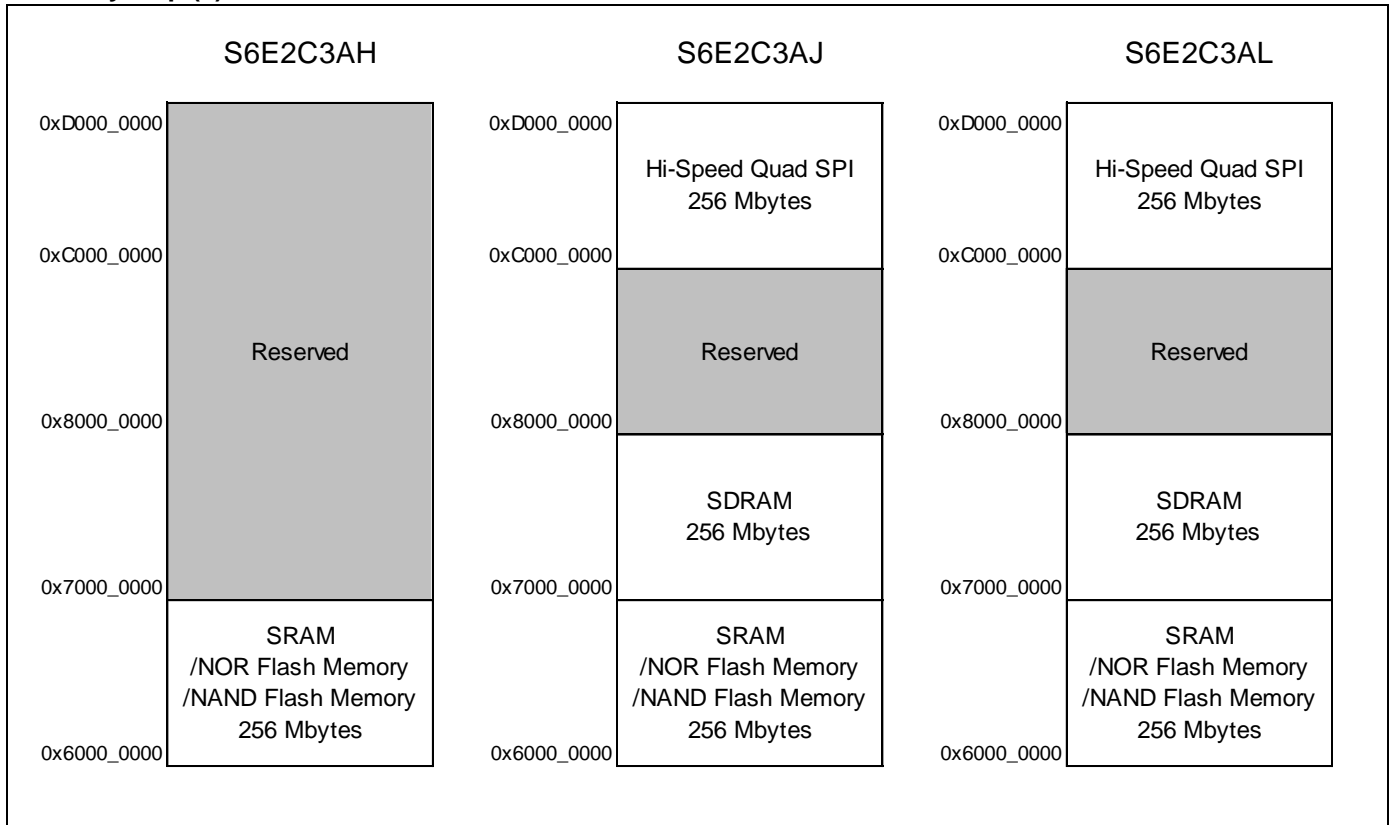 S6E2C3AH
0xD000_0000
0xC000_0000
Reserved
0x8000_0000
0x7000_0000
SRAM
/NOR Flash Memory
/NAND Flash Memory
256 Mbytes
0x6000_0000
S6E2C3AJ
0xD000_0000
Hi-Speed Quad SPI
256 Mbytes
0xC000_0000
Reserved
0x8000_0000
SDRAM
256 Mbytes
0x7000_0000
SRAM
/NOR Flash Memory
/NAND Flash Memory
256 Mbytes
0x6000_0000
S6E2C3AL
0xD000_0000
Hi-Speed Quad SPI
256 Mbytes
0xC000_0000
Reserved
0x8000_0000
SDRAM
256 Mbytes
0x7000_0000
SRAM
/NOR Flash Memory
/NAND Flash Memory
256 Mbytes
0x6000_0000